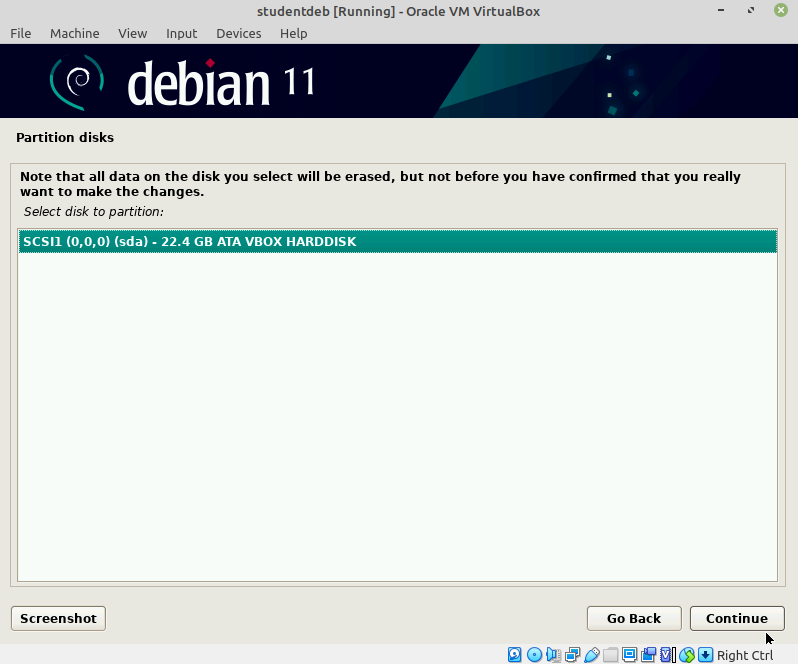 studentdeb [Running] - Oracle VM VirtualBox
File Machine View Input Devices Help
debian 11
Partition disks
Note that all data on the disk you select will be erased, but not before you have confirmed that you really
want to make the changes.
Select disk to partition:
SCSI1 (0,0,0) (sda) - 22.4 GB ATA VBOX HARDDISK
Screenshot Go Back Continue
Right Ctrl